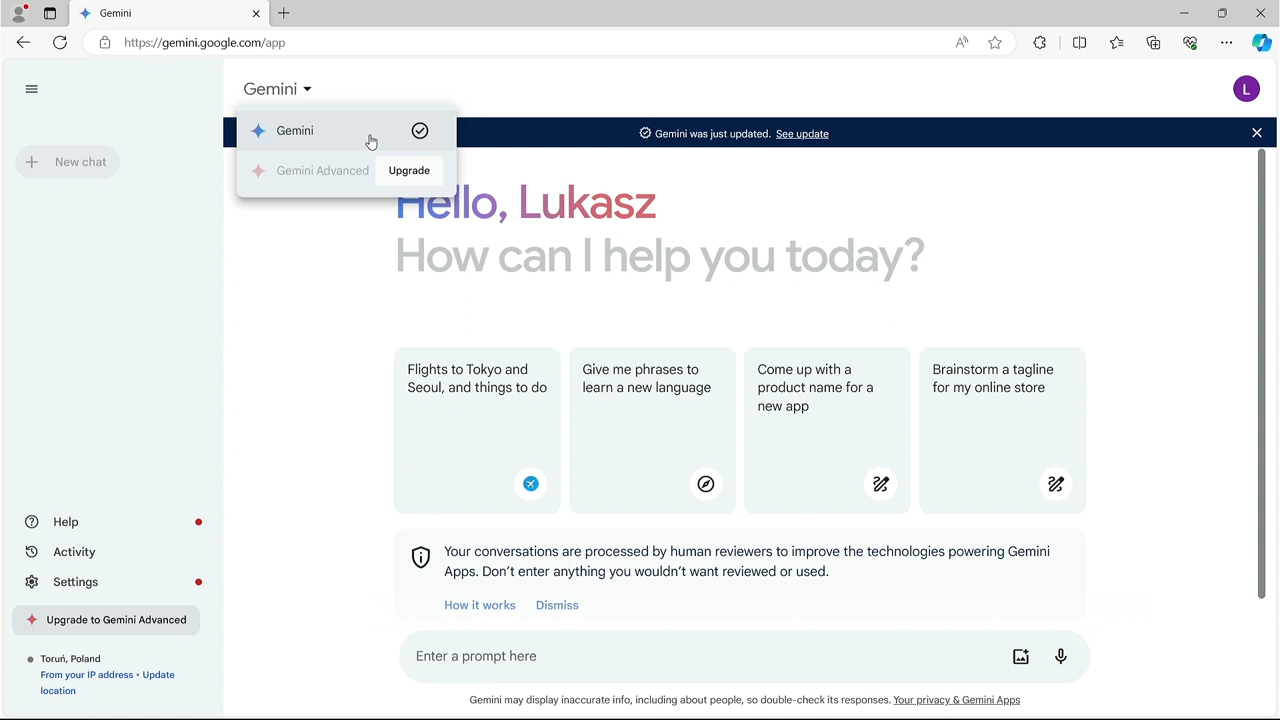 Gemini
https://gemini.google.com/app
Gemini
L
Gemini
Gemini Advanced Upgrade
Gemini was just updated. See update
New chat
Hello, Lukasz
How can I help you today?
Flights to Tokyo and
Seoul, and things to do
Give me phrases to
learn a new language
Come up with a
product name for a
new app
Brainstorm a tagline
for my online store
Your conversations are processed by human reviewers to improve the technologies powering Gemini
Apps. Don't enter anything you wouldn't want reviewed or used.
How it works Dismiss
Help
Activity
Settings
Upgrade to Gemini Advanced
Toruń, Poland
From your IP address • Update
location
Enter a prompt here
Gemini may display inaccurate info, including about people, so double-check its responses. Your privacy & Gemini Apps